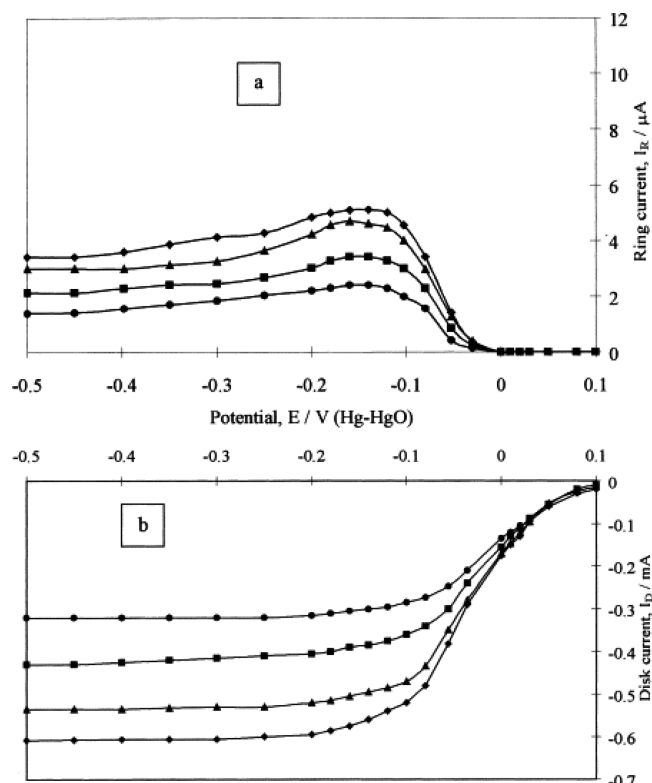 12
a
10
8
6
4
2
0
Ring current, I_R / μA
-0.5 -0.4 -0.3 -0.2 -0.1 0 0.1
Potential, E / V (Hg-HgO)
-0.5 -0.4 -0.3 -0.2 -0.1 0 0.1
b
0
-0.1
-0.2
-0.3
-0.4
-0.5
-0.6
-0.7
Disk current, I_D / mA